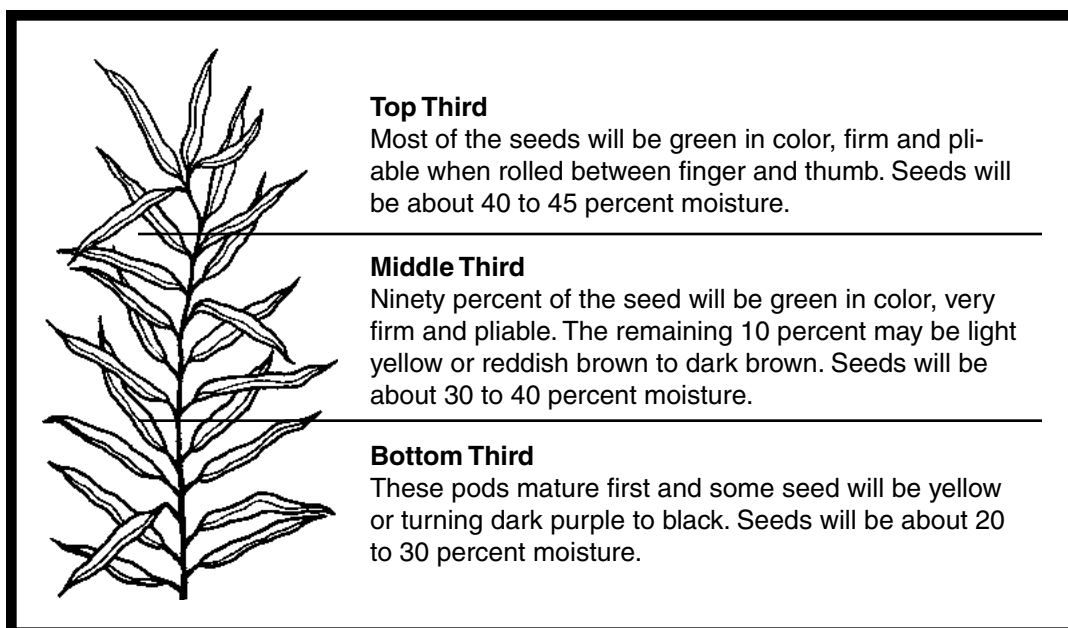 Top Third
Most of the seeds will be green in color, firm and pli-
able when rolled between finger and thumb. Seeds will
be about 40 to 45 percent moisture.
Middle Third
Ninety percent of the seed will be green in color, very
firm and pliable. The remaining 10 percent may be light
yellow or reddish brown to dark brown. Seeds will be
about 30 to 40 percent moisture.
Bottom Third
These pods mature first and some seed will be yellow
or turning dark purple to black. Seeds will be about 20
to 30 percent moisture.